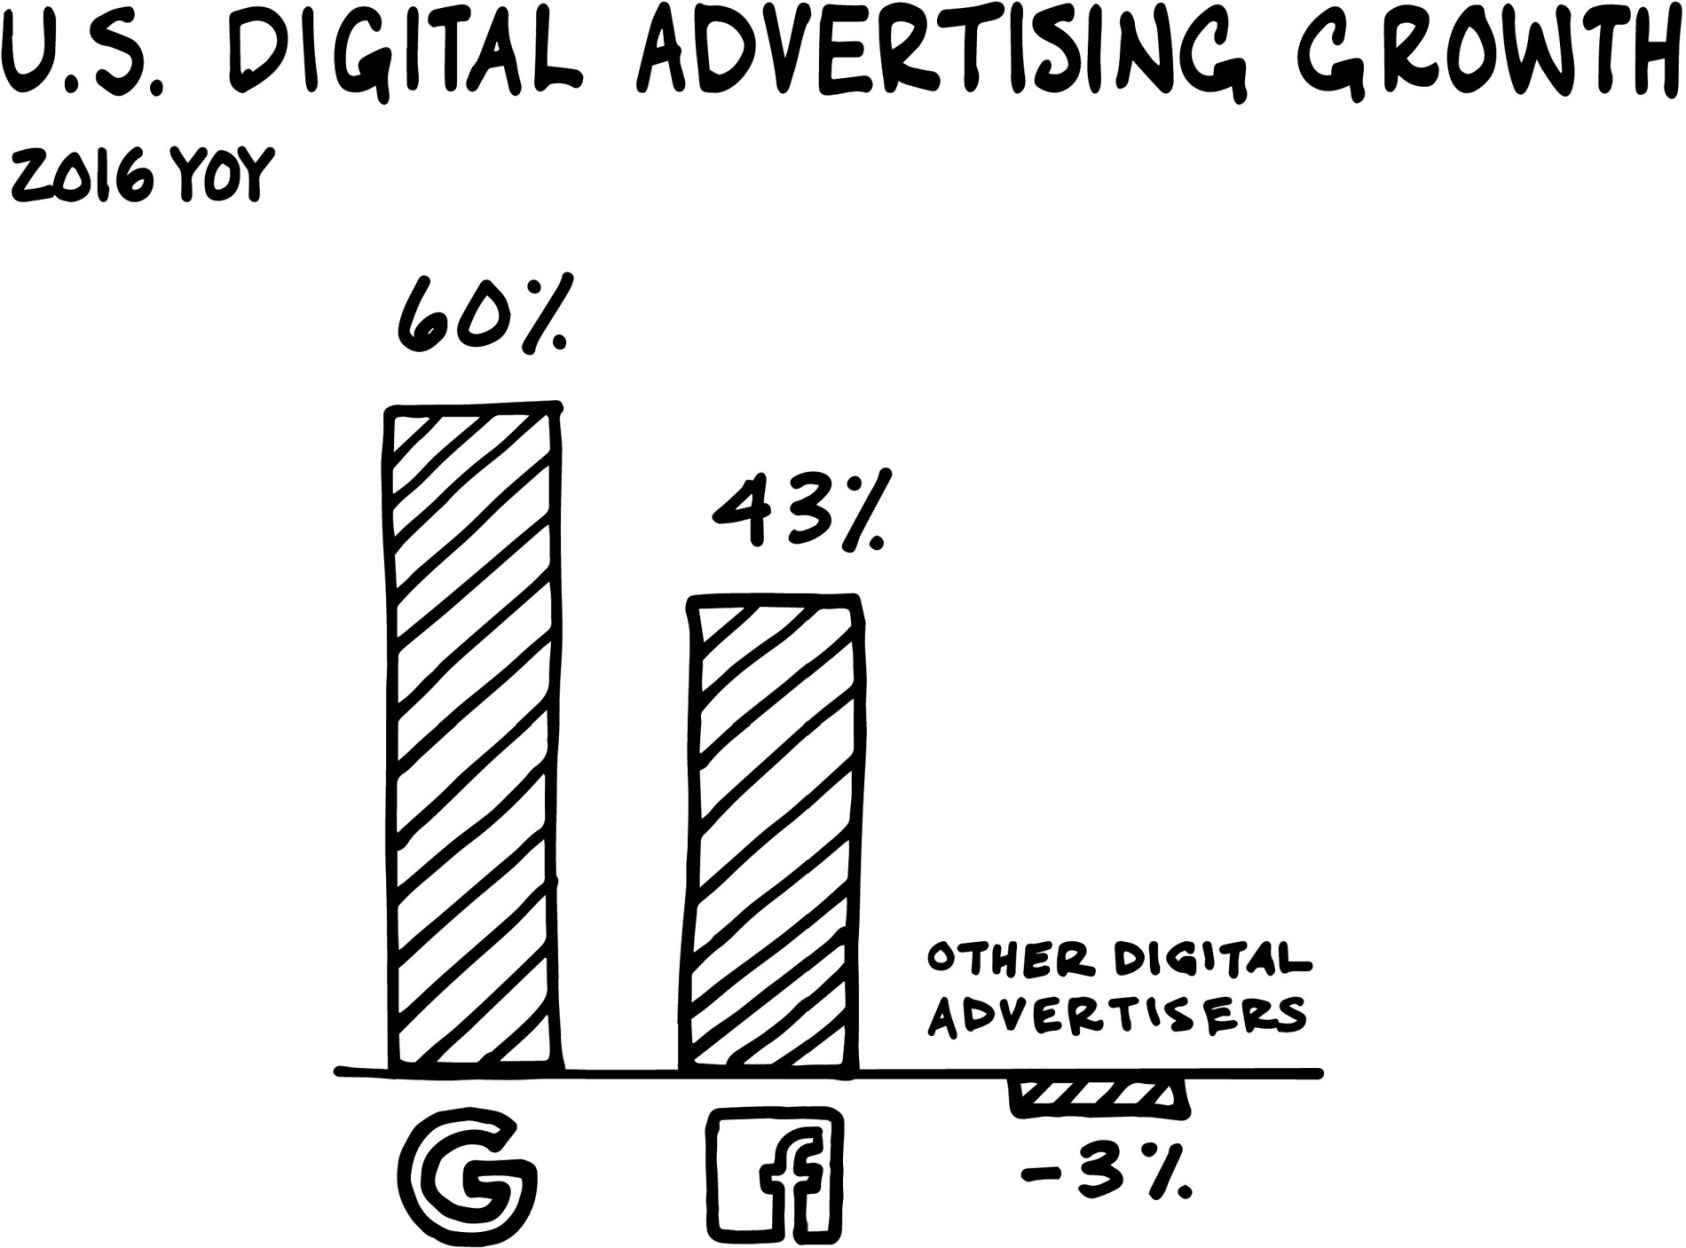 U.S. DIGITAL ADVERTISING GROWTH
2016 YOY
60%
43%
OTHER DIGITAL
ADVERTISERS
-3%
G
f